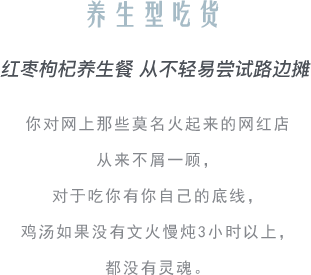 养生型吃货
红枣枸杞养生餐 从不轻易尝试路边摊
你对网上那些莫名火起来的网红店
从来不屑一顾，
对于吃你有你自己的底线，
鸡汤如果没有文火慢炖3小时以上，
都没有灵魂。